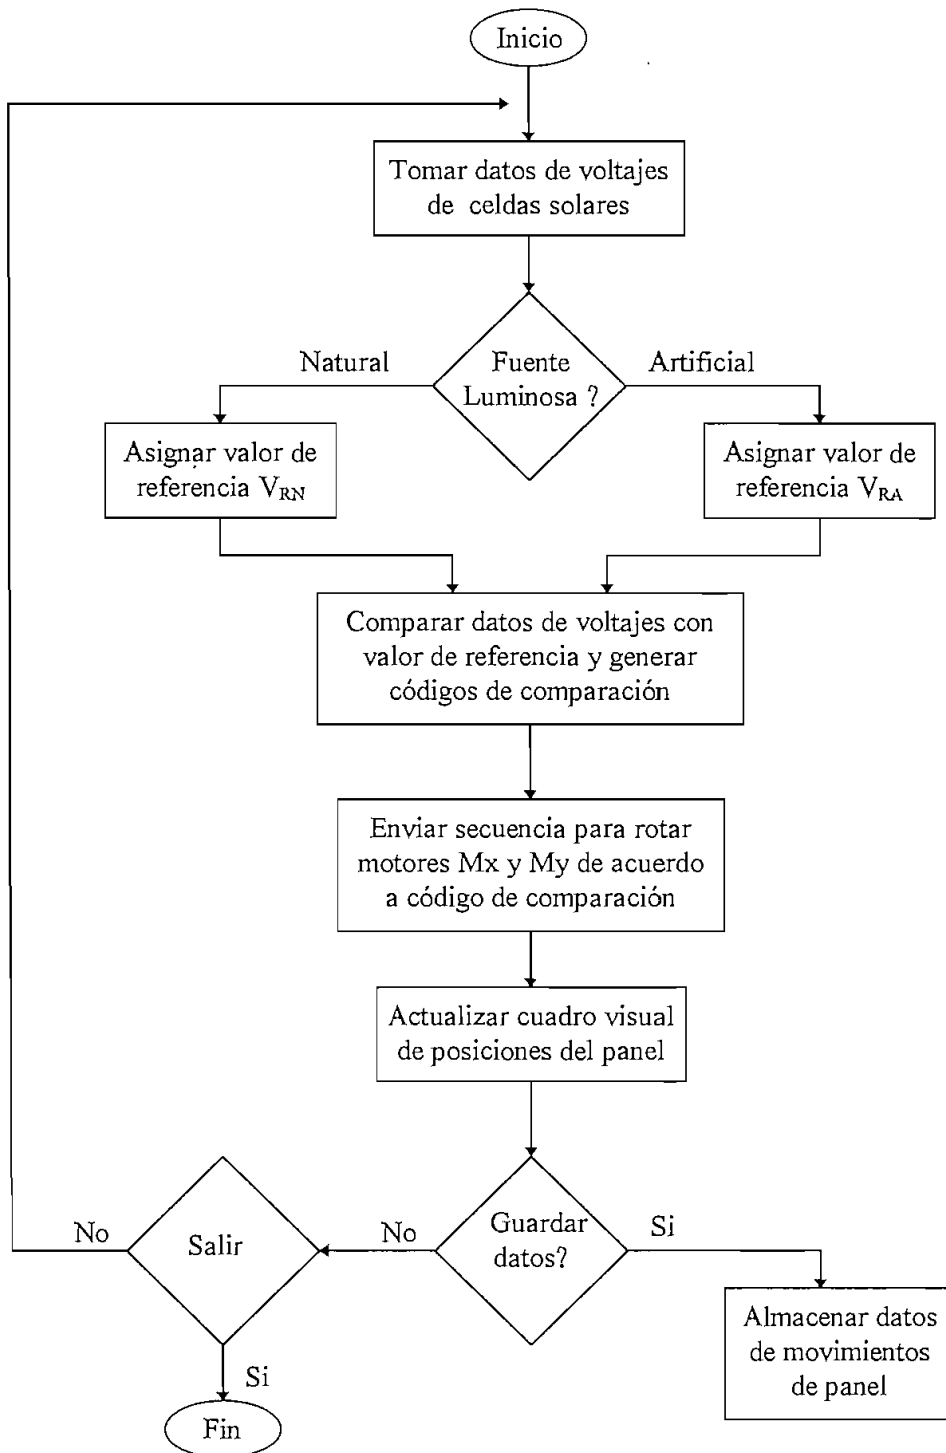 Inicio
Tomar datos de voltajes
de celdas solares
Natural
Fuente
Luminosa ?
Artificial
Asignar valor de
referencia V_RN
Asignar valor de
referencia V_RA
Comparar datos de voltajes con
valor de referencia y generar
códigos de comparación
Enviar secuencia para rotar
motores Mx y My de acuerdo
a código de comparación
Actualizar cuadro visual
de posiciones del panel
No
Salir
No
Guardar
datos?
Si
Almacenar datos
de movimientos
de panel
Si
Fin